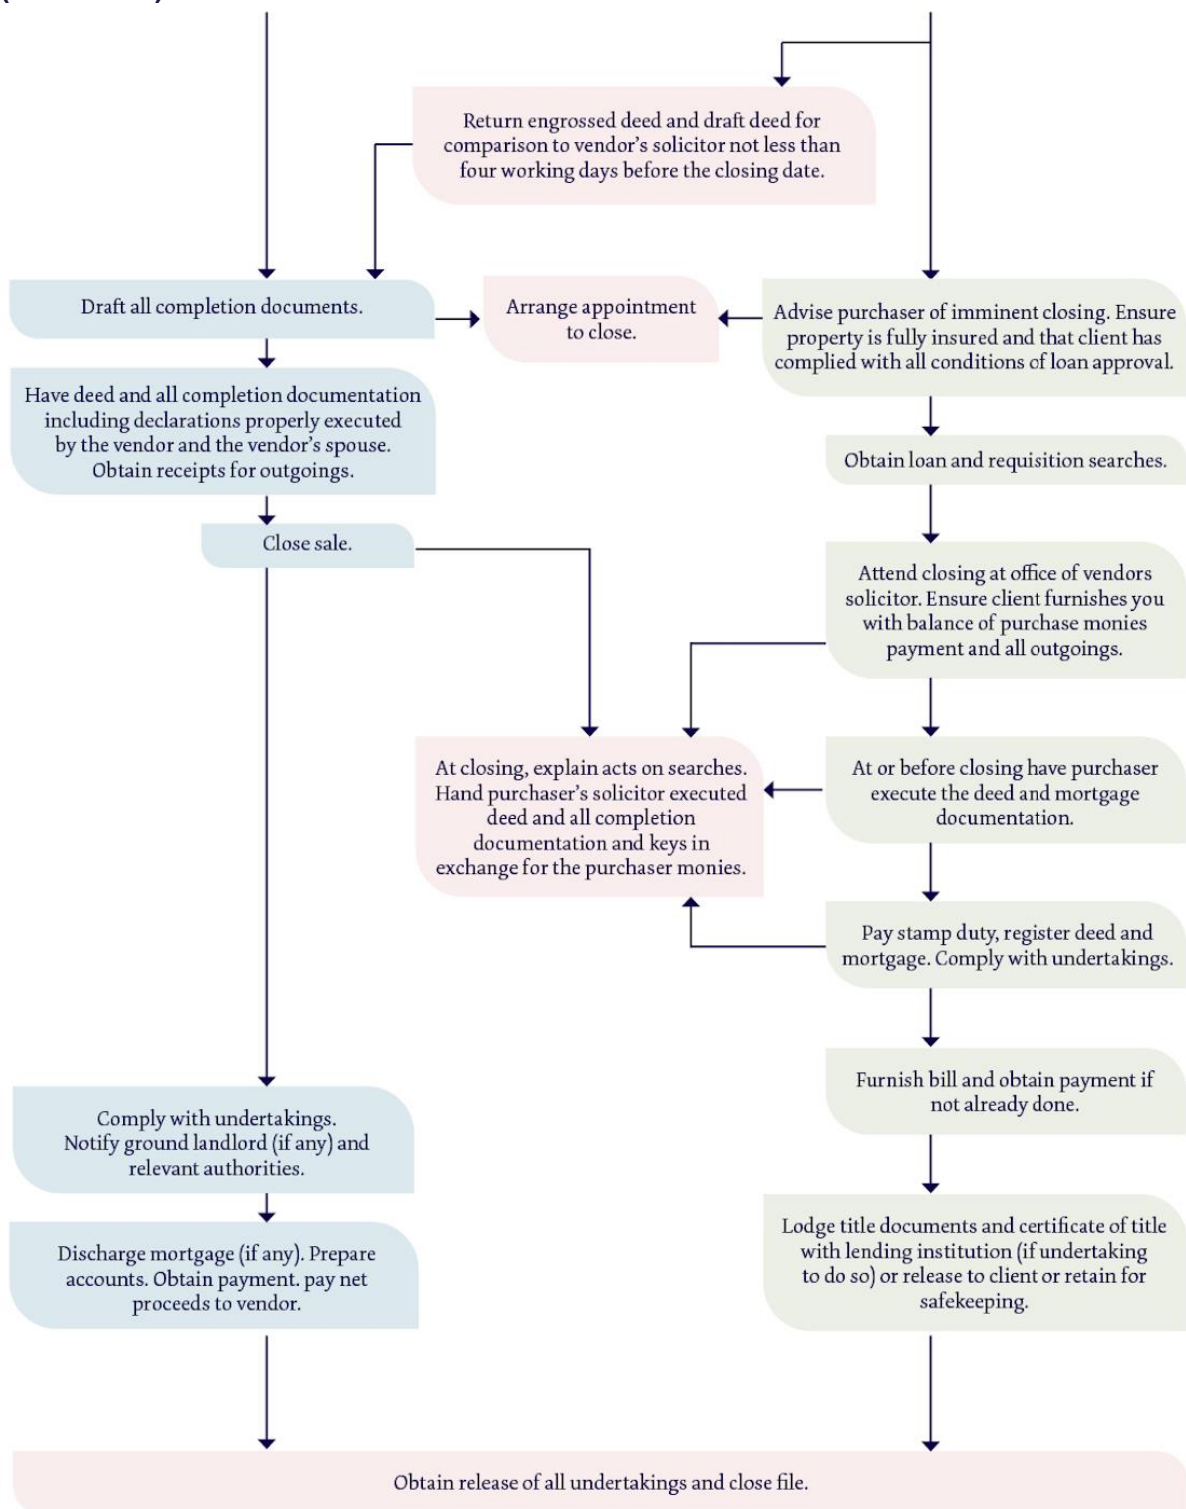 Return engrossed deed and draft deed for
comparison to vendor's solicitor not less than
four working days before the closing date.
Draft all completion documents.
Arrange appointment
to close.
Advise purchaser of imminent closing. Ensure
property is fully insured and that client has
complied with all conditions of loan approval.
Have deed and all completion documentation
including declarations properly executed
by the vendor and the vendor's spouse.
Obtain receipts for outgoings.
Obtain loan and requisition searches.
Close sale.
Attend closing at office of vendors
solicitor. Ensure client furnishes you
with balance of purchase monies
payment and all outgoings.
At closing, explain acts on searches.
Hand purchaser's solicitor executed
deed and all completion
documentation and keys in
exchange for the purchaser monies.
At or before closing have purchaser
execute the deed and mortgage
documentation.
Pay stamp duty, register deed and
mortgage. Comply with undertakings.
Furnish bill and obtain payment if
not already done.
Comply with undertakings.
Notify ground landlord (if any) and
relevant authorities.
Lodge title documents and certificate of title
with lending institution (if undertaking
to do so) or release to client or retain for
safekeeping.
Discharge mortgage (if any). Prepare
accounts. Obtain payment. pay net
proceeds to vendor.
Obtain release of all undertakings and close file.